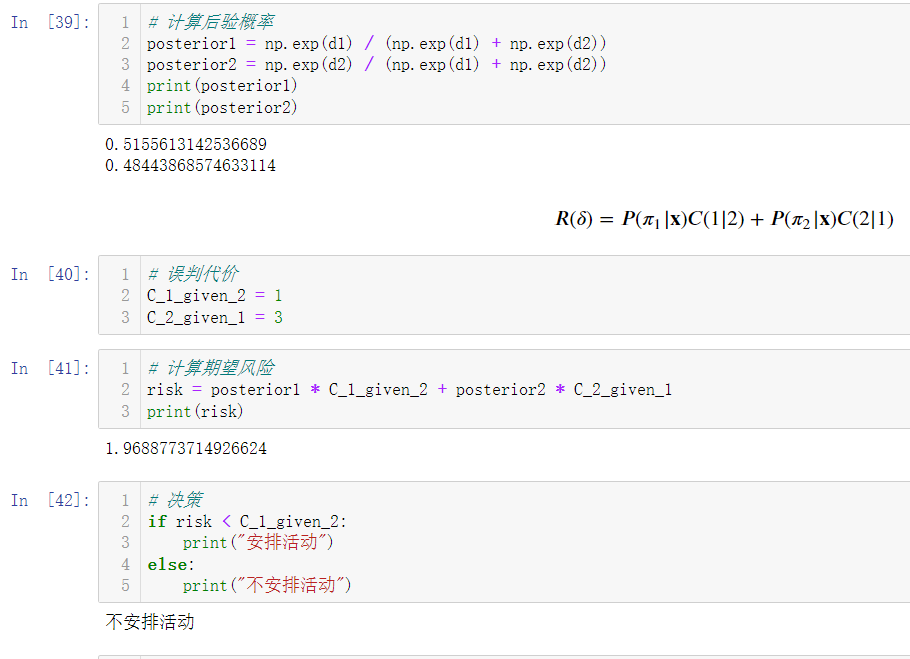 In [39]:
1 # 计算后验概率
2 posterior1 = np.exp(d1) / (np.exp(d1) + np.exp(d2))
3 posterior2 = np.exp(d2) / (np.exp(d1) + np.exp(d2))
4 print(posterior1)
5 print(posterior2)
0.5155613142536689
0.48443868574633114
R(δ) = P(π₁|x)C(1|2) + P(π₂|x)C(2|1)
In [40]:
1 # 误判代价
2 C_1_given_2 = 1
3 C_2_given_1 = 3
In [41]:
1 # 计算期望风险
2 risk = posterior1 * C_1_given_2 + posterior2 * C_2_given_1
3 print(risk)
1.9688773714926624
In [42]:
1 # 决策
2 if risk < C_1_given_2:
3     print("安排活动")
4 else:
5     print("不安排活动")
不安排活动